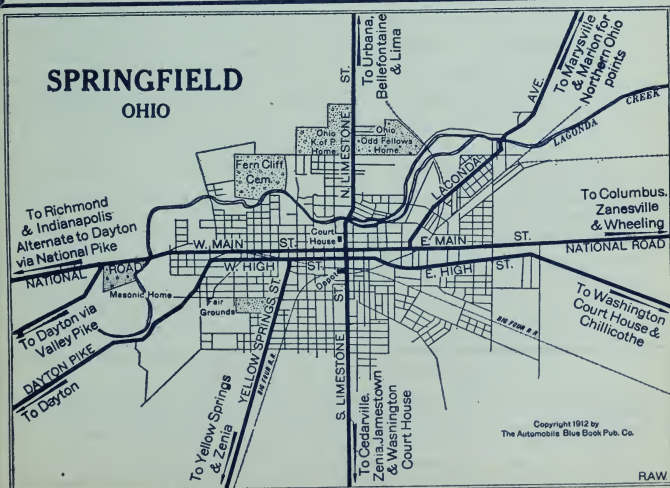 SPRINGFIELD
OHIO
To Urbana,
Bellefontaine
& Lima
To Marysville
& Marion for
Northern Ohio
points
AVE.
LAGONDA
LAGONDA
CREEK
N. LIMESTONE
ST.
Ohio
K. of P.
Home
Ohio
Odd Fellows
Home
Fern Cliff
Cem.
To Richmond
& Indianapolis
Alternate to Dayton
via National Pike
NATIONAL
ROAD
Court
House
W. MAIN
ST.
E. MAIN
ST.
To Columbus,
Zanesville
& Wheeling
NATIONAL ROAD
W. HIGH
ST.
E. HIGH
ST.
Depot
Masonic Home
Fair
Grounds
To Dayton via
Valley Pike
DAYTON PIKE
To Dayton
YELLOW SPRINGS ST.
BIG FOUR R.R.
To Yellow Springs
& Zenia
S. LIMESTONE
ST.
To Cedarville,
Zenia, Jamestown
& Wasnington
Court House
BIG FOUR R.R.
To Washington
Court House &
Chillicothe
Copyright 1912 by
The Automobile Blue Book Pub. Co.
RAW